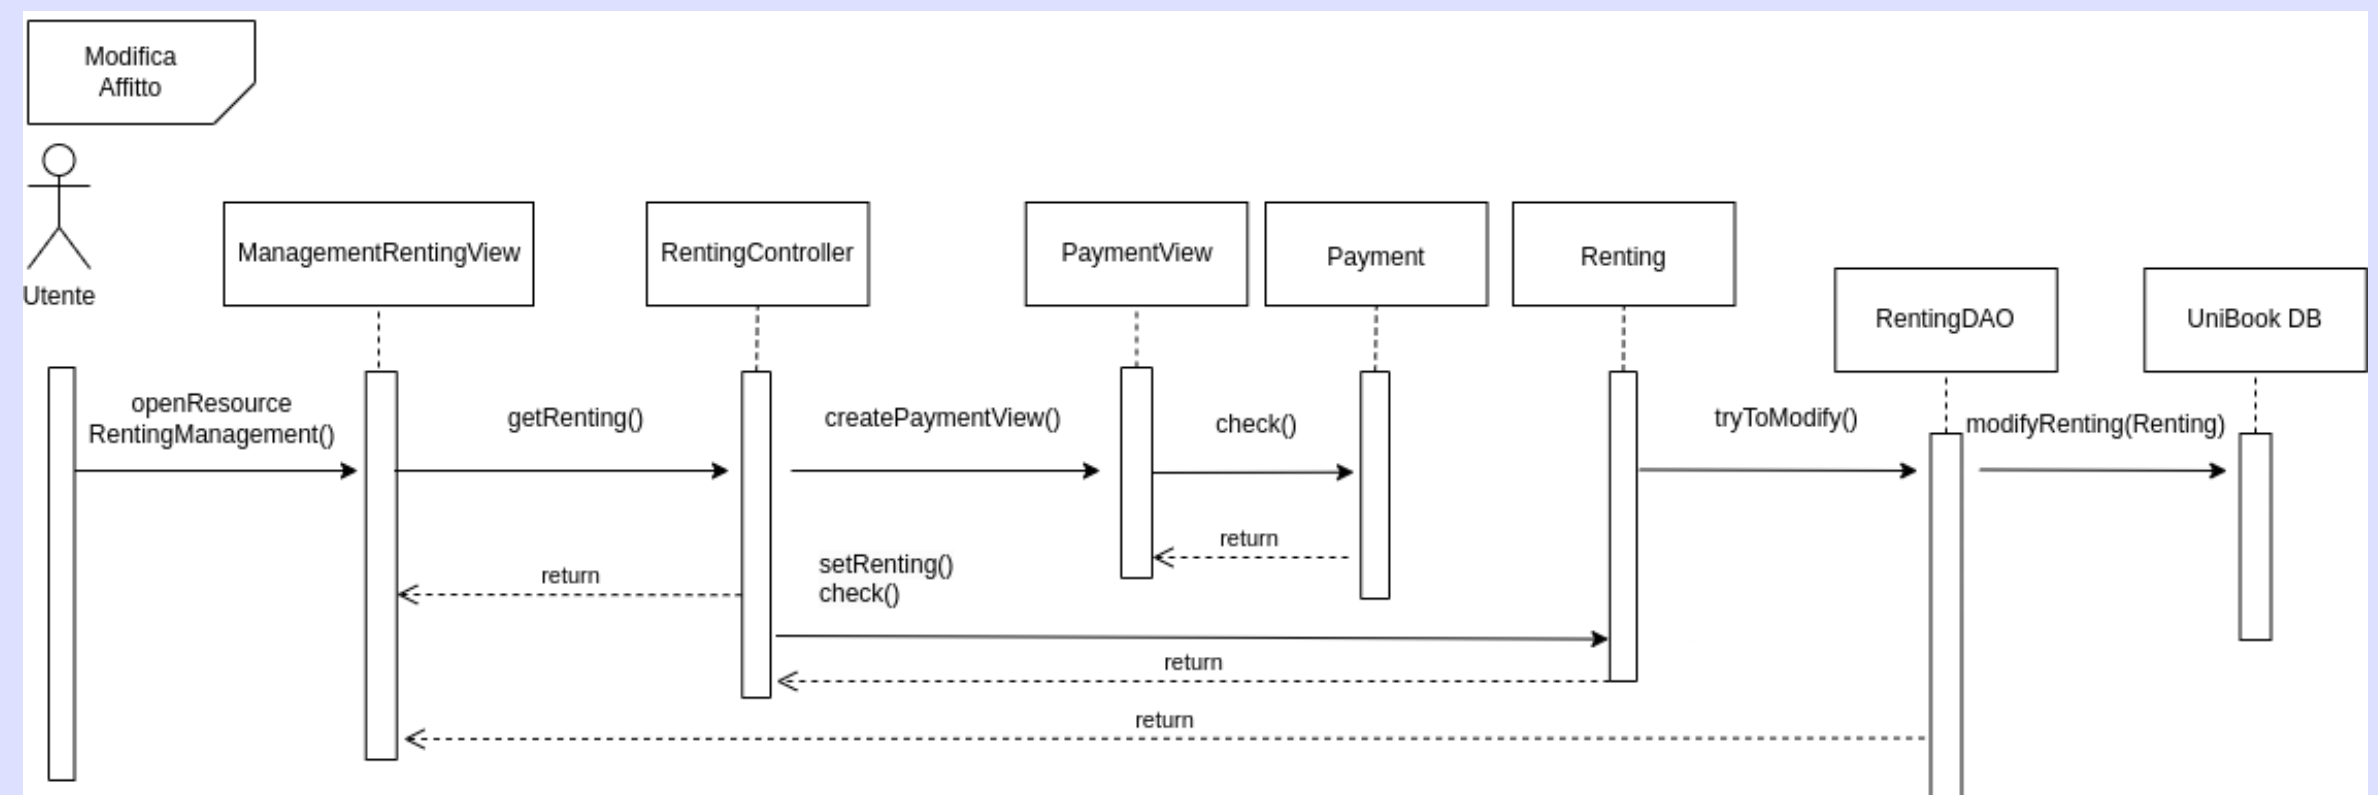 Modifica
Affitto
Utente
ManagementRentingView
RentingController
PaymentView
Payment
Renting
RentingDAO
UniBook DB
openResource
RentingManagement()
getRenting()
createPaymentView()
check()
tryToModify()
modifyRenting(Renting)
return
return
setRenting()
check()
return
return